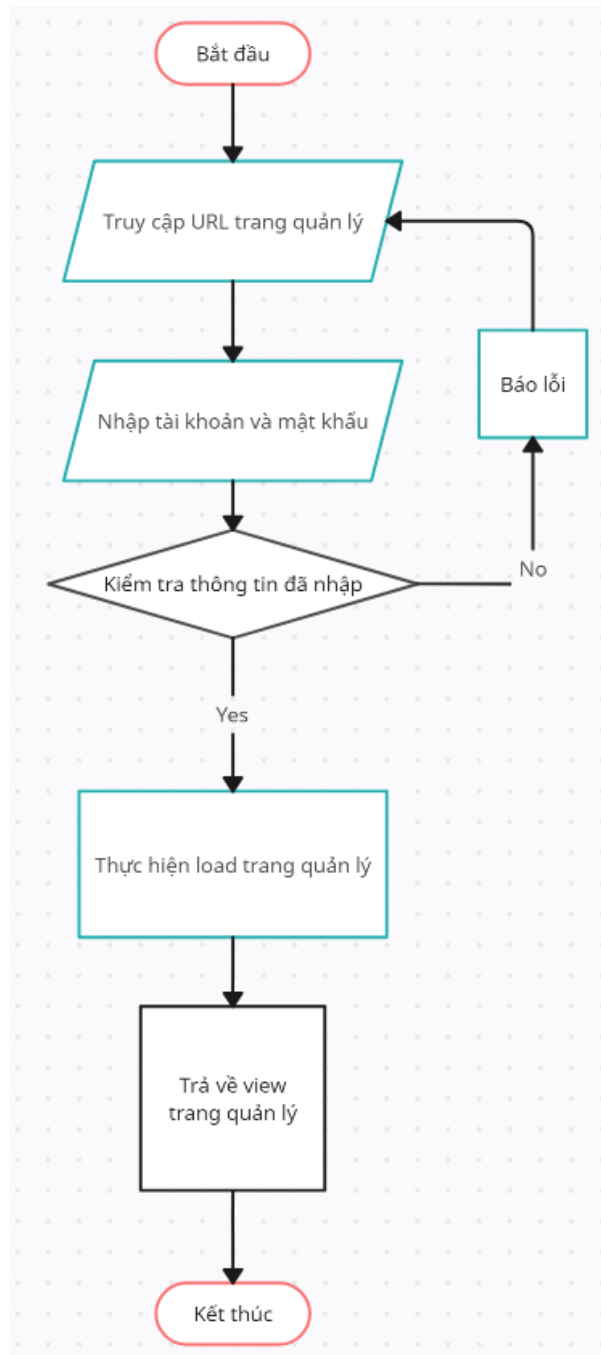 Bắt đầu
Truy cập URL trang quản lý
Báo lỗi
Nhập tài khoản và mật khẩu
No
Kiểm tra thông tin đã nhập
Yes
Thực hiện load trang quản lý
Trả về view
trang quản lý
Kết thúc